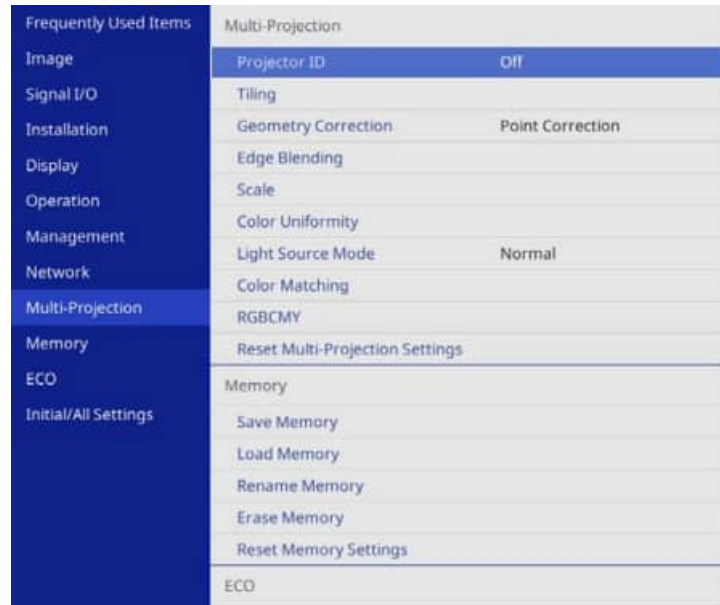 Frequently Used Items
Image
Signal I/O
Installation
Display
Operation
Management
Network
Multi-Projection
Memory
ECO
Initial/All Settings
Multi-Projection
Projector ID Off
Tiling
Geometry Correction Point Correction
Edge Blending
Scale
Color Uniformity
Light Source Mode Normal
Color Matching
RGBCMY
Reset Multi-Projection Settings
Memory
Save Memory
Load Memory
Rename Memory
Erase Memory
Reset Memory Settings
ECO